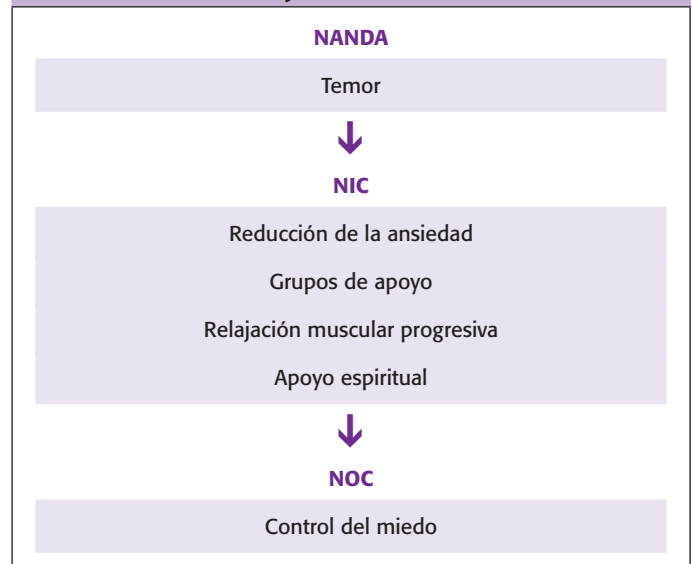 NANDA
Temor
NIC
Reducción de la ansiedad
Grupos de apoyo
Relajación muscular progresiva
Apoyo espiritual
NOC
Control del miedo